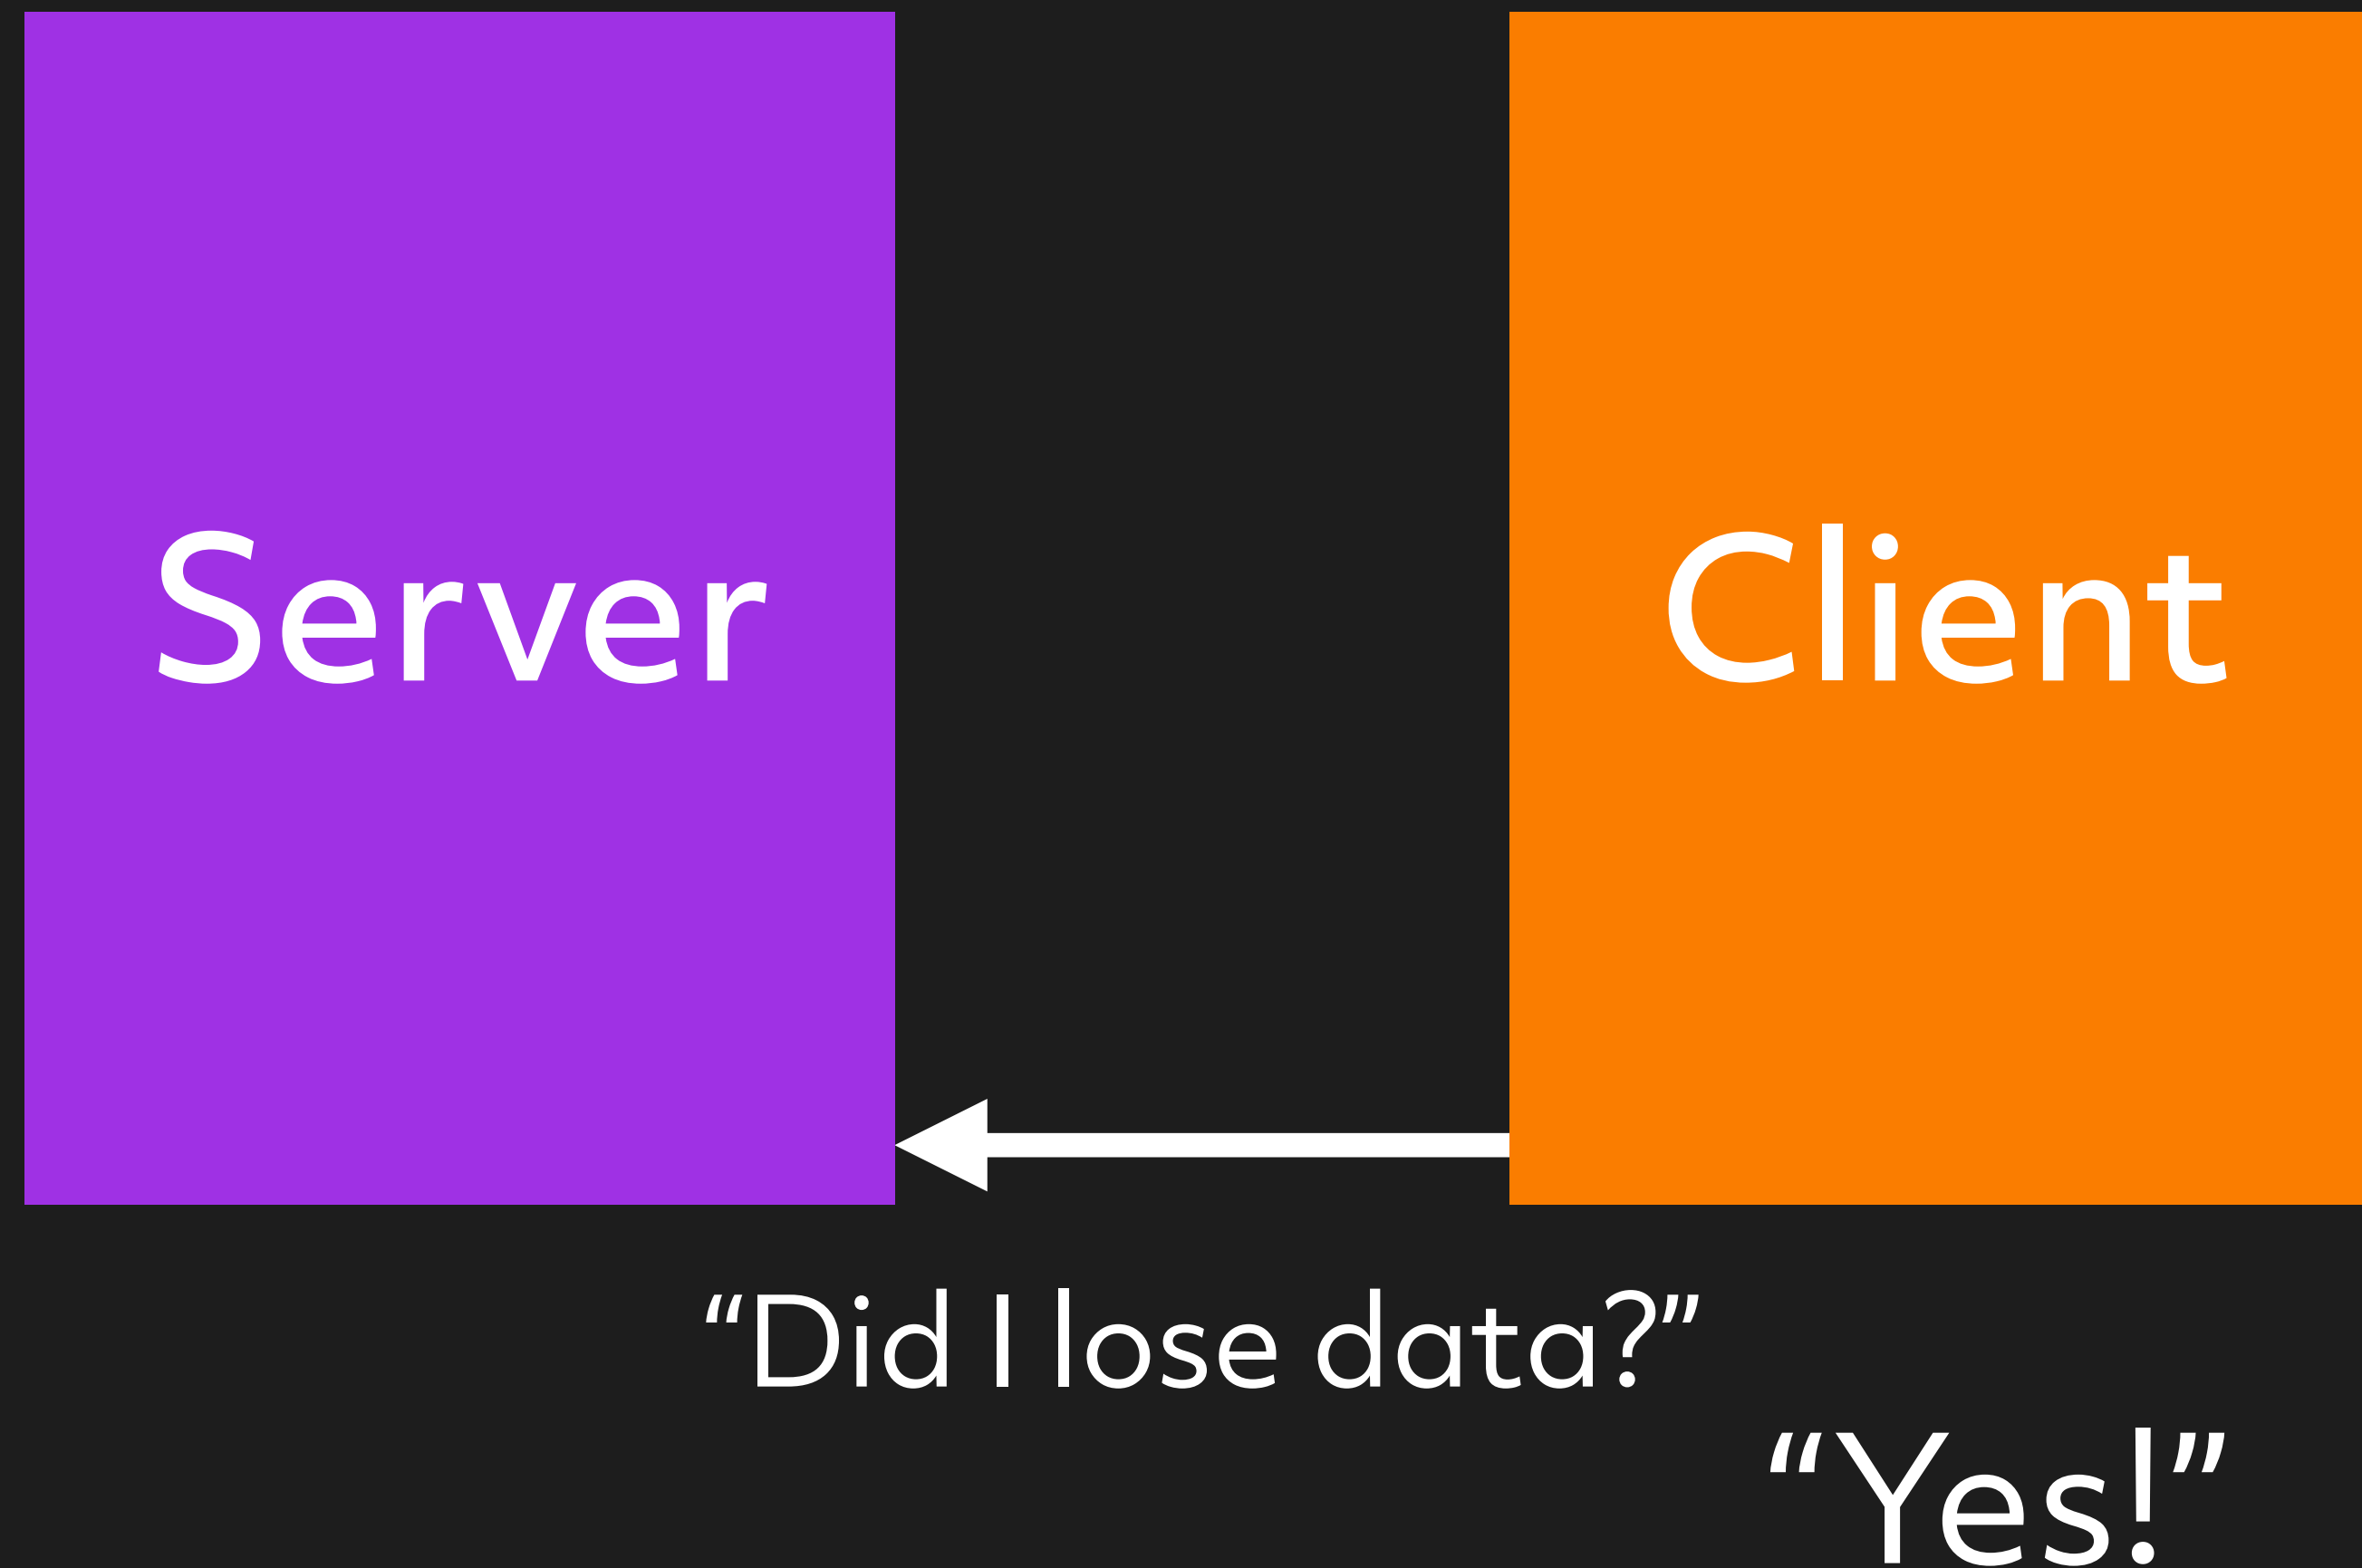 Server
Client
“Did I lose data?”
“Yes!”